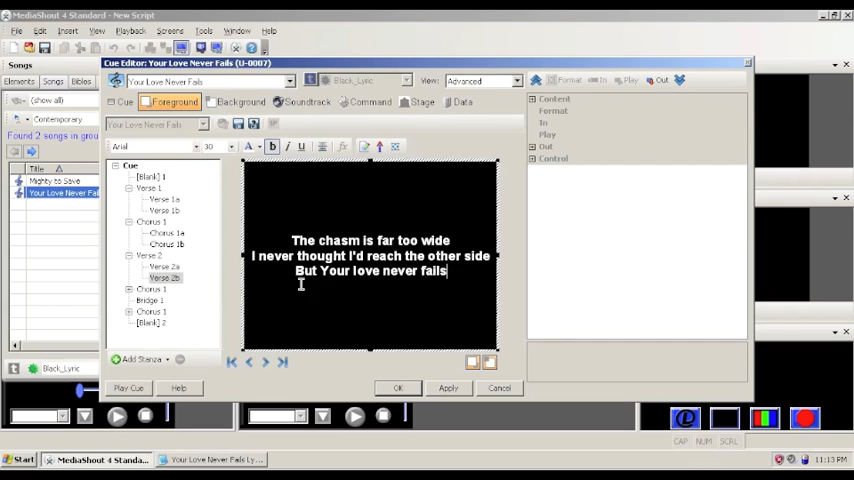 MediaShout 4 Standard - New Script
File Edit Insert View Playback Screens Tools Window Help
Songs
Elements Songs Bibles
(show all)
Contemporary
Found 2 songs in grou
Title
Mighty to Save
Your Love Never Fail
Black_Lyric
Cue Editor: Your Love Never Fails (U-0007)
Your Love Never Fails
Black_Lyric
View: Advanced
Format In Play Out
Cue Foreground Background Soundtrack Command Stage Data
Your Love Never Fails
Arial 30 A b i u fx
Cue
[Blank] 1
Verse 1
Verse 1a
Verse 1b
Chorus 1
Chorus 1a
Chorus 1b
Verse 2
Verse 2a
Verse 2b
Chorus 1
Bridge 1
Chorus 1
[Blank] 2
The chasm is far too wide
I never thought I'd reach the other side
But Your love never fails
Content
Format
In
Play
Out
Control
Add Stanza
Play Cue Help OK Apply Cancel
CAP NUM SCRL
Start MediaShout 4 Standa... Your Love Never Fails Ly... 11:13 PM